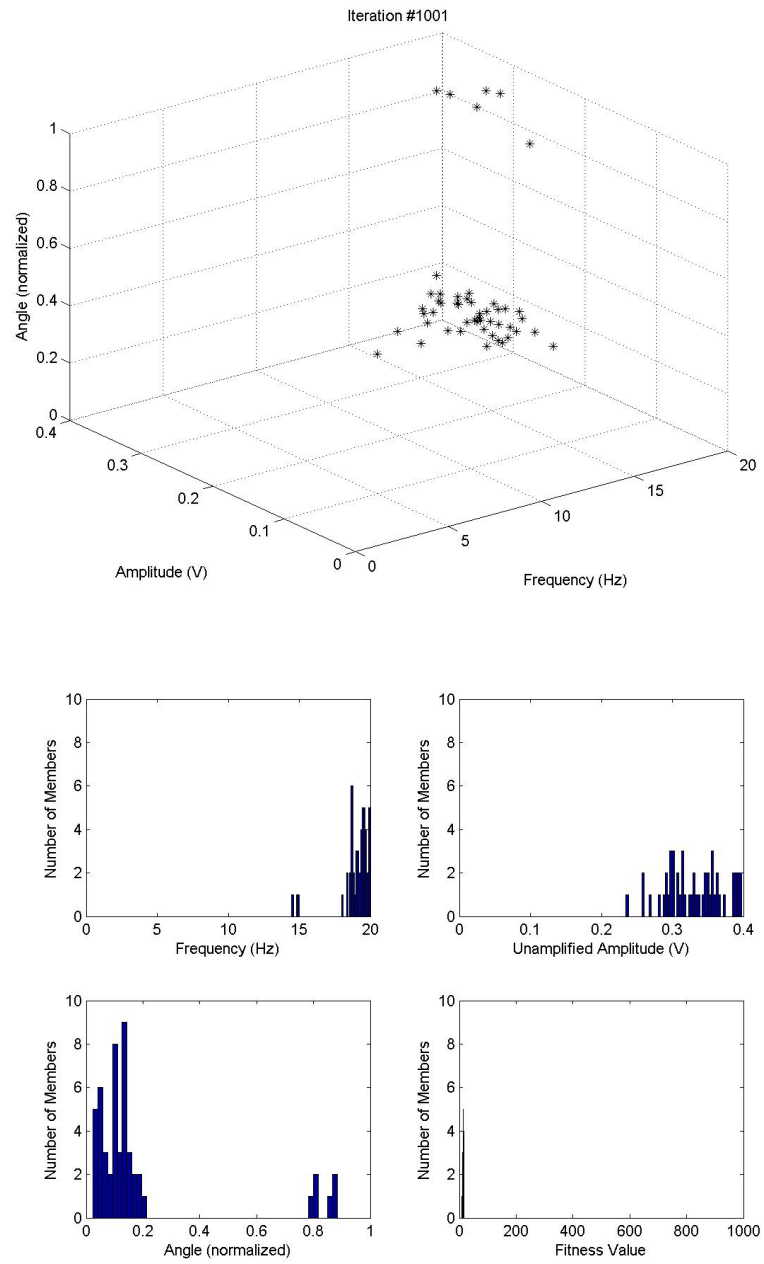 Iteration #1001
1
0.8
0.6
0.4
0.2
0
Angle (normalized)
0.4
0.3
0.2
0.1
0
Amplitude (V)
0
5
10
15
20
Frequency (Hz)
10
8
6
4
2
0
Number of Members
0 5 10 15 20
Frequency (Hz)
10
8
6
4
2
0
Number of Members
0 0.1 0.2 0.3 0.4
Unamplified Amplitude (V)
10
8
6
4
2
0
Number of Members
0 0.2 0.4 0.6 0.8 1
Angle (normalized)
10
8
6
4
2
0
Number of Members
0 200 400 600 800 1000
Fitness Value